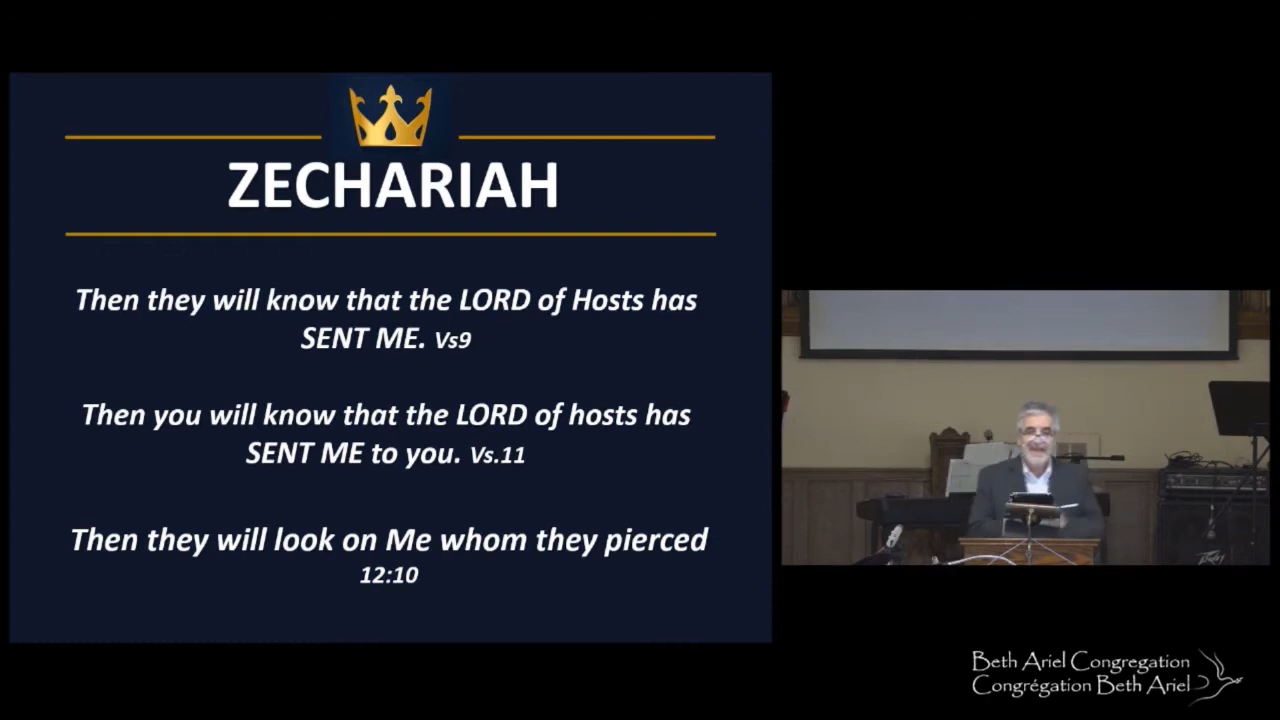 ZECHARIAH
Then they will know that the LORD of Hosts has
SENT ME. Vs9
Then you will know that the LORD of hosts has
SENT ME to you. Vs.11
Then they will look on Me whom they pierced
12:10
Peavey
Beth Ariel Congregation
Congrégation Beth Ariel